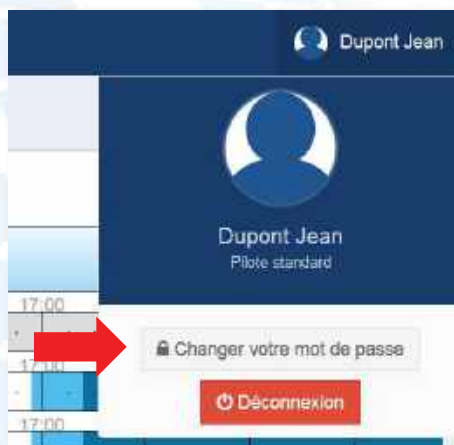 Dupont Jean
Dupont Jean
Pilote standard
17:00
Changer votre mot de passe
17:00
Déconnexion
17:00